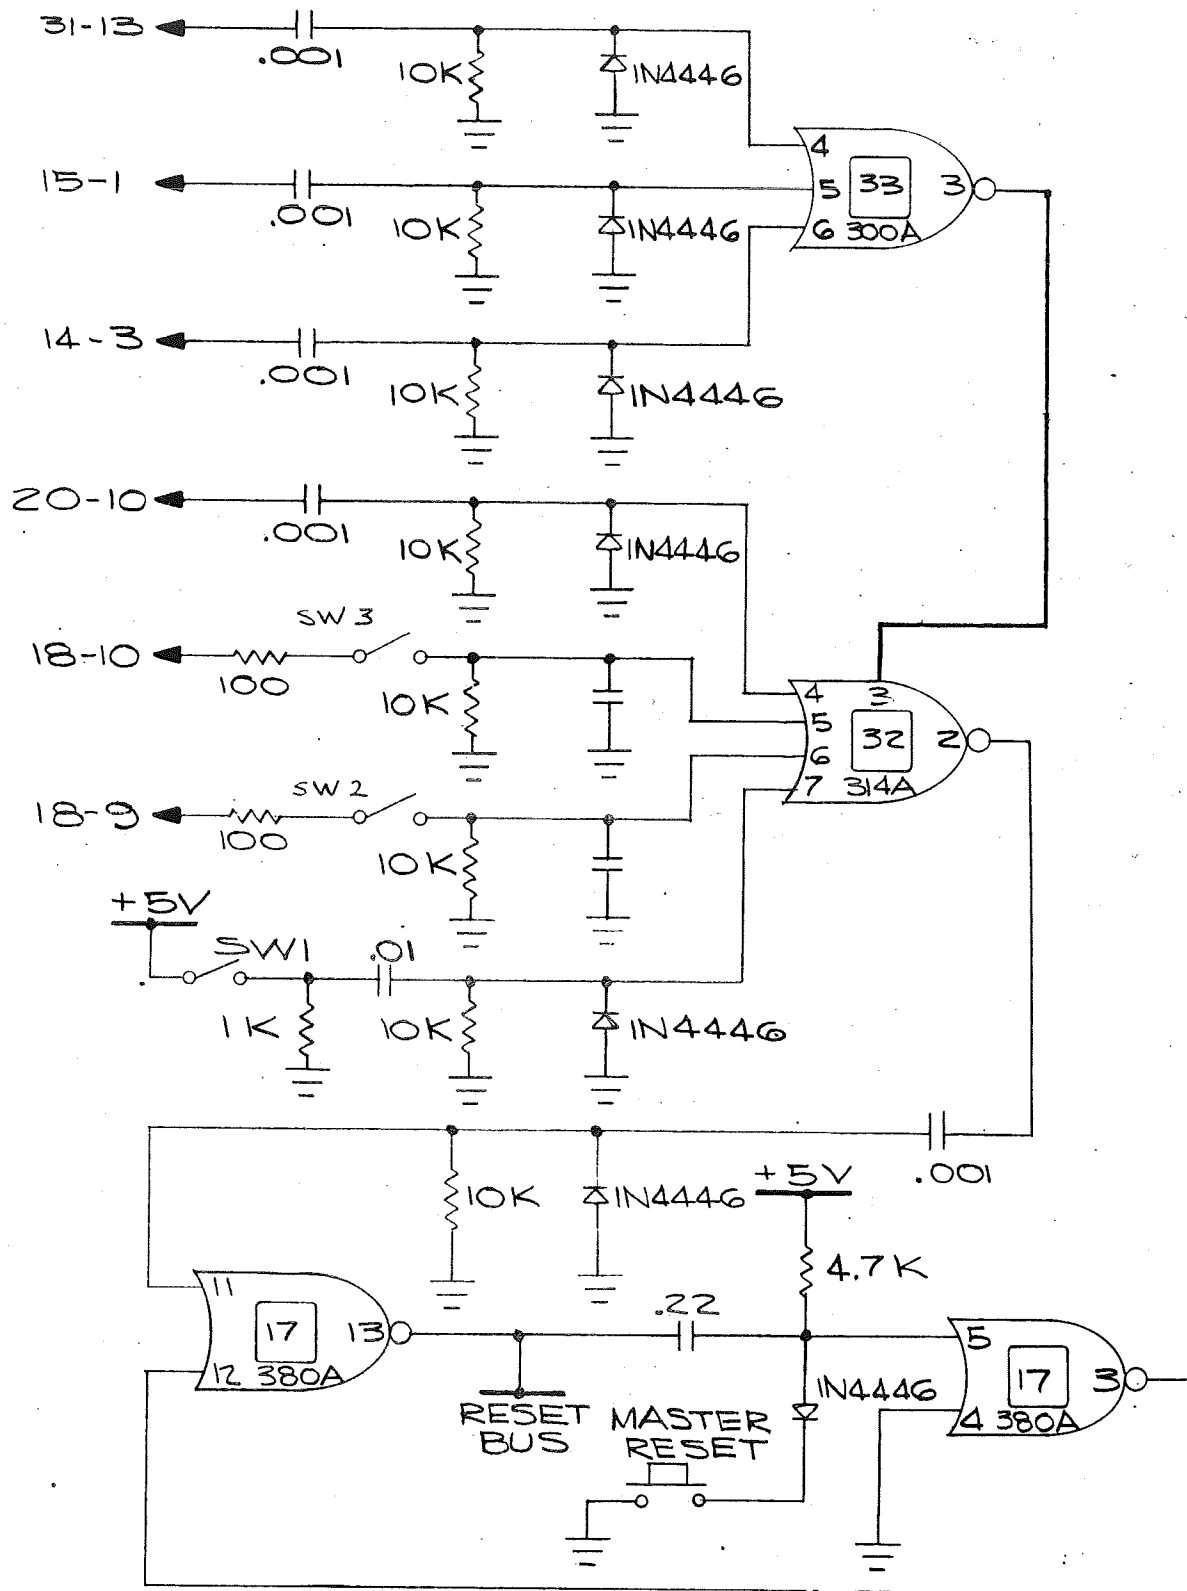 31-13
.001
10K
1N4446
4
15-1
.001
10K
1N4446
5
33
3
6
300A
14-3
.001
10K
1N4446
20-10
.001
10K
1N4446
SW 3
18-10
100
10K
4
3
5
32
2
6
7
314A
SW 2
18-9
100
10K
+5V
SW1
.01
1K
10K
1N4446
.001
10K
1N4446
+5V
4.7K
11
.22
17
13
5
12
380A
1N4446
17
3
4
380A
RESET
BUS
MASTER
RESET